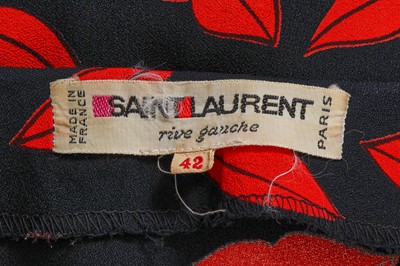 MADE IN
FRANCE
SAINT LAURENT
rive gauche
PARIS
42